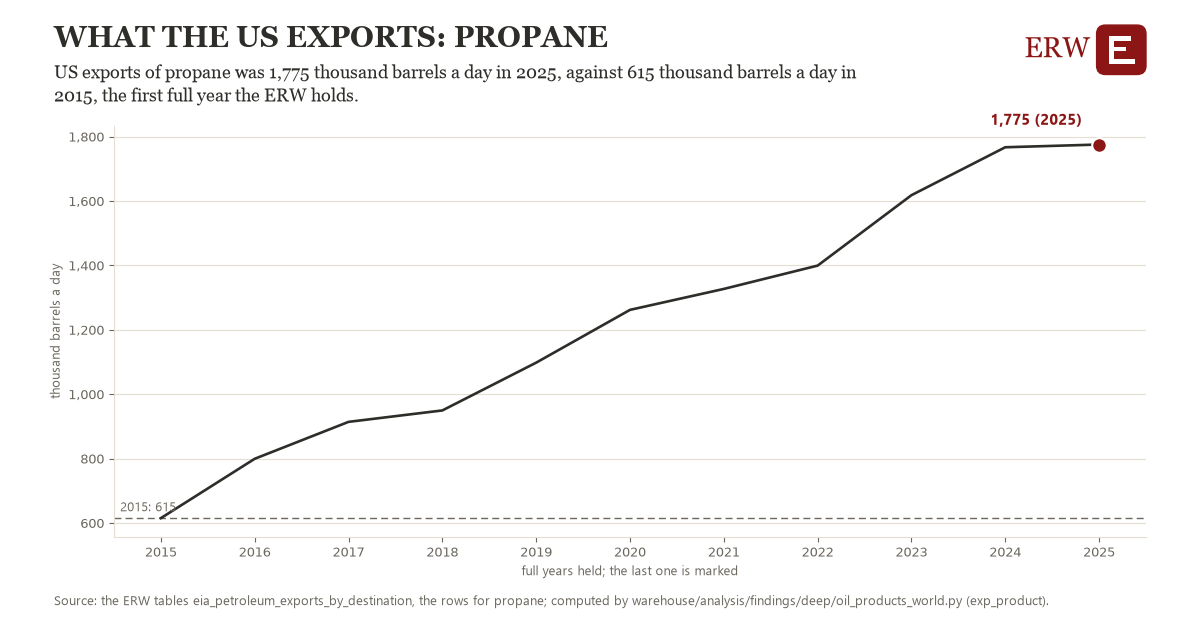 WHAT THE US EXPORTS: PROPANE
ERW E
US exports of propane was 1,775 thousand barrels a day in 2025, against 615 thousand barrels a day in
2015, the first full year the ERW holds.
1,775 (2025)
1,800
1,600
1,400
1,200
1,000
800
600
thousand barrels a day
2015: 615
2015 2016 2017 2018 2019 2020 2021 2022 2023 2024 2025
full years held; the last one is marked
Source: the ERW tables eia_petroleum_exports_by_destination, the rows for propane; computed by warehouse/analysis/findings/deep/oil_products_world.py (exp_product).